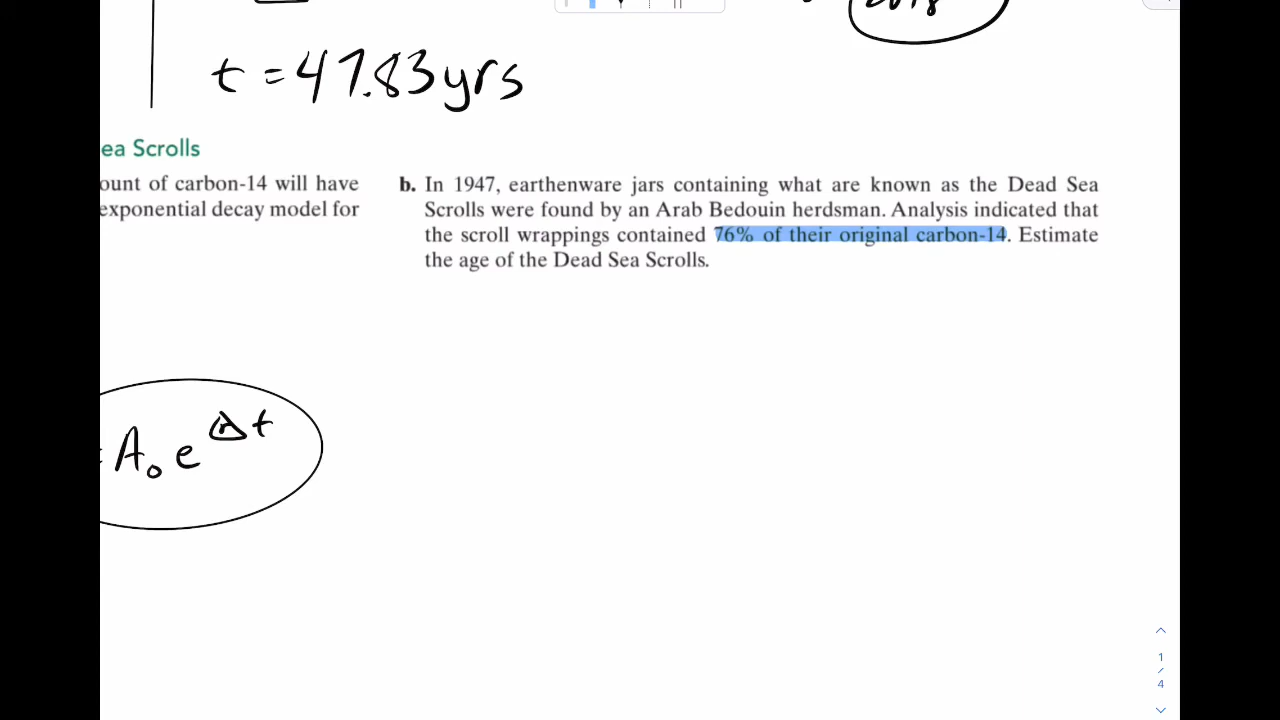 2018
t = 47.83 yrs
ea Scrolls
ount of carbon-14 will have
exponential decay model for
b. In 1947, earthenware jars containing what are known as the Dead Sea
Scrolls were found by an Arab Bedouin herdsman. Analysis indicated that
the scroll wrappings contained 76% of their original carbon-14. Estimate
the age of the Dead Sea Scrolls.
= A₀ e t
1
/
4